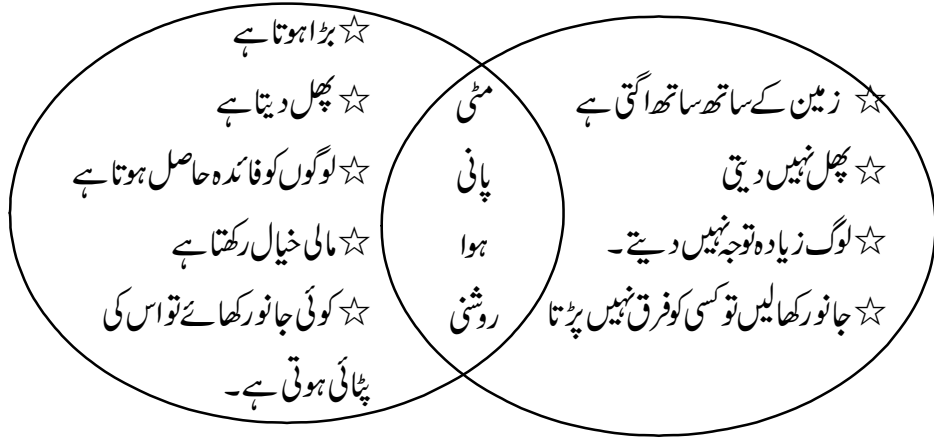 ☆ زمین کے ساتھ ساتھ اگتی ہے
☆ پھل نہیں دیتی
☆ لوگ زیادہ توجہ نہیں دیتے۔
☆ جانور کھالیں تو کسی کو فرق نہیں پڑتا
مٹی
پانی
ہوا
روشنی
☆ بڑا ہوتا ہے
☆ پھل دیتا ہے
☆ لوگوں کو فائدہ حاصل ہوتا ہے
☆ مالی خیال رکھتا ہے
☆ کوئی جانور کھائے تو اس کی
پٹائی ہوتی ہے۔